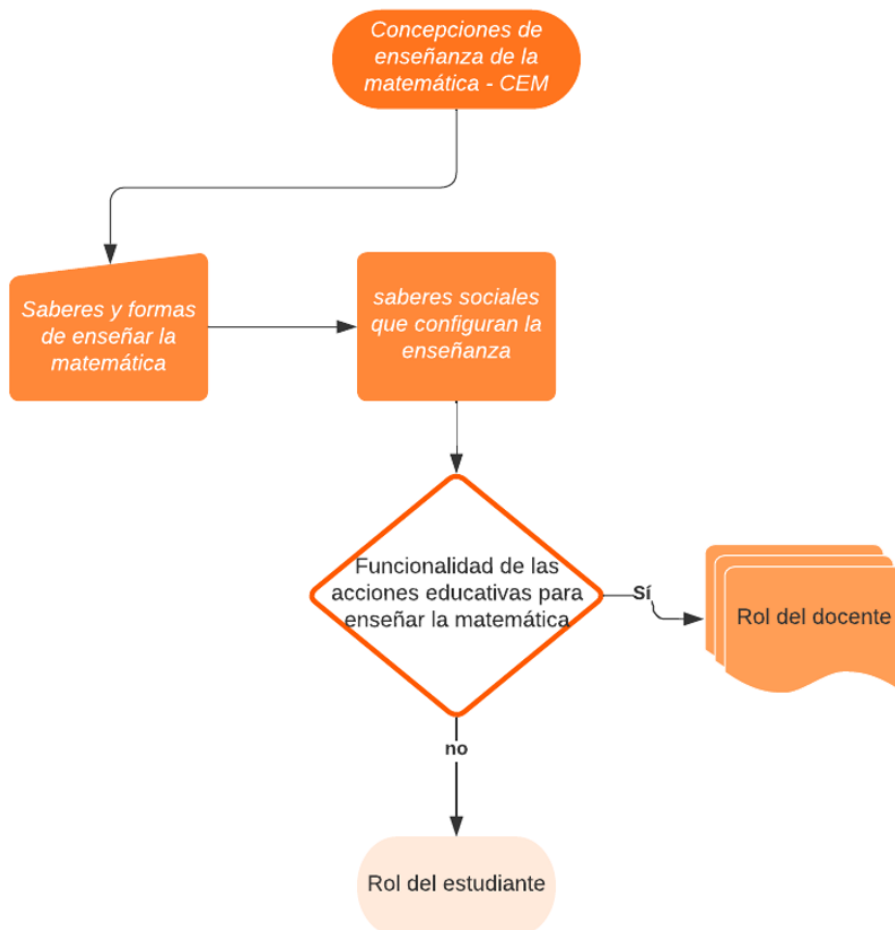 Concepciones de
enseñanza de la
matemática - CEM
Saberes y formas
de enseñar la
matemática
saberes sociales
que configuran la
enseñanza
Funcionalidad de las
acciones educativas para
enseñar la matemática
Sí
Rol del docente
no
Rol del estudiante